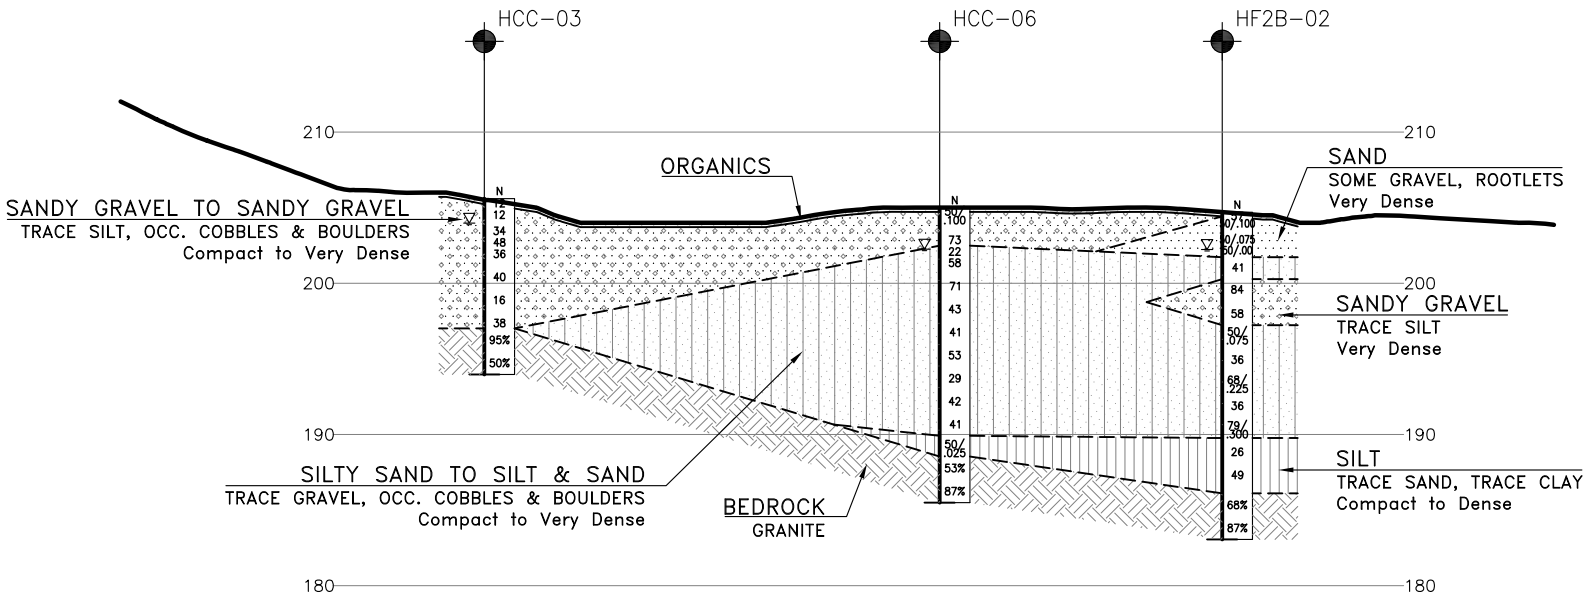 HCC-03
HCC-06
HF2B-02
210
210
ORGANICS
SAND
SOME GRAVEL, ROOTLETS
Very Dense
SANDY GRAVEL TO SANDY GRAVEL
TRACE SILT, OCC. COBBLES & BOULDERS
Compact to Very Dense
N
12
12
34
48
36
40
16
38
95%
50%
N
50/
.100
73
22
58
71
43
41
53
29
42
41
50/
.025
53%
87%
N
50/.075
41
84
58
50/
.075
36
68/
.225
36
79/
.300
26
49
68%
87%
200
200
SANDY GRAVEL
TRACE SILT
Very Dense
190
190
SILTY SAND TO SILT & SAND
TRACE GRAVEL, OCC. COBBLES & BOULDERS
Compact to Very Dense
BEDROCK
GRANITE
SILT
TRACE SAND, TRACE CLAY
Compact to Dense
180
180